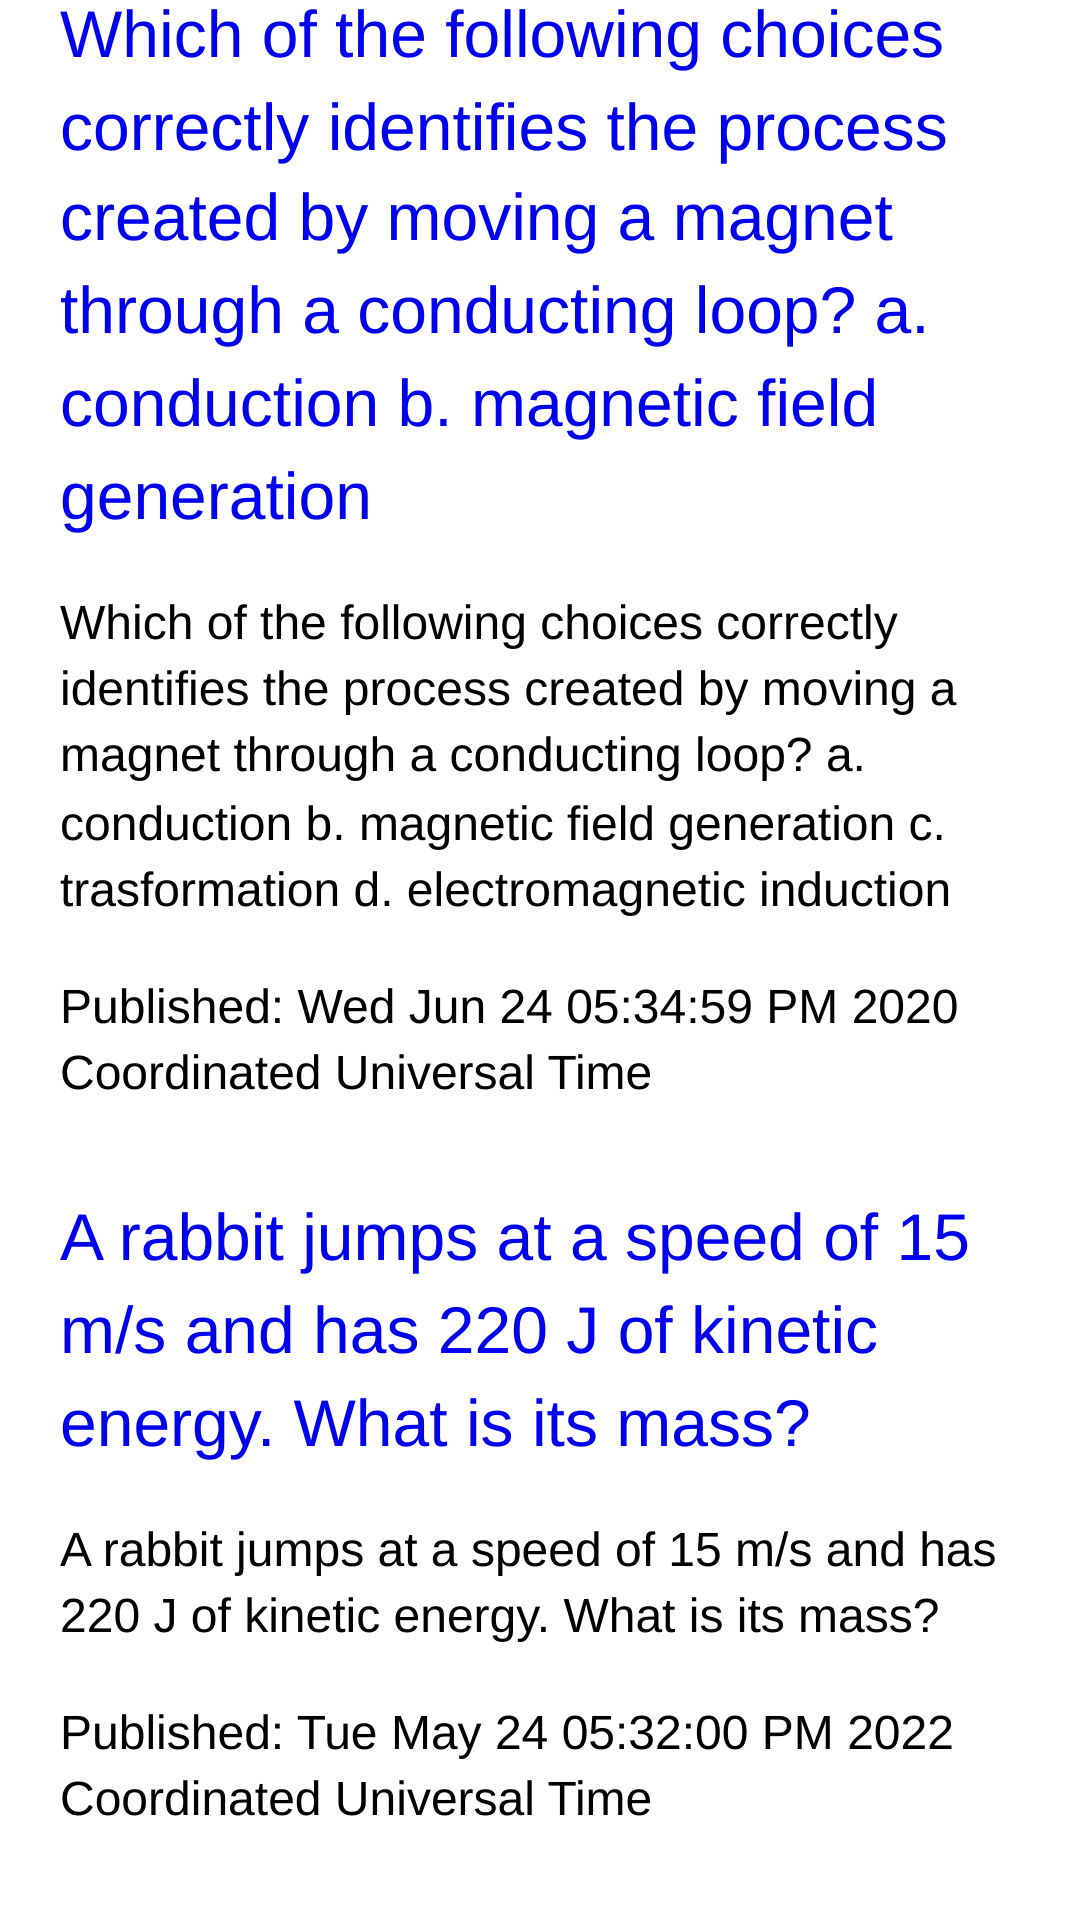 Which of the following choices
correctly identifies the process
created by moving a magnet
through a conducting loop? a.
conduction b. magnetic field
generation
Which of the following choices correctly
identifies the process created by moving a
magnet through a conducting loop? a.
conduction b. magnetic field generation c.
trasformation d. electromagnetic induction
Published: Wed Jun 24 05:34:59 PM 2020
Coordinated Universal Time
A rabbit jumps at a speed of 15
m/s and has 220 J of kinetic
energy. What is its mass?
A rabbit jumps at a speed of 15 m/s and has
220 J of kinetic energy. What is its mass?
Published: Tue May 24 05:32:00 PM 2022
Coordinated Universal Time